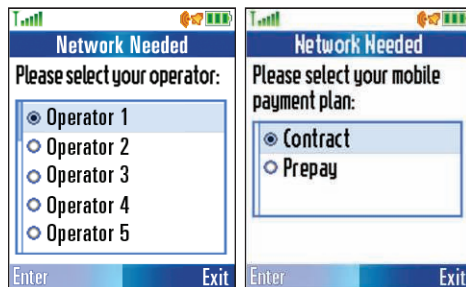 Network Needed
Please select your operator:
Operator 1
Operator 2
Operator 3
Operator 4
Operator 5
Enter Exit
Network Needed
Please select your mobile
payment plan:
Contract
Prepay
Enter Exit